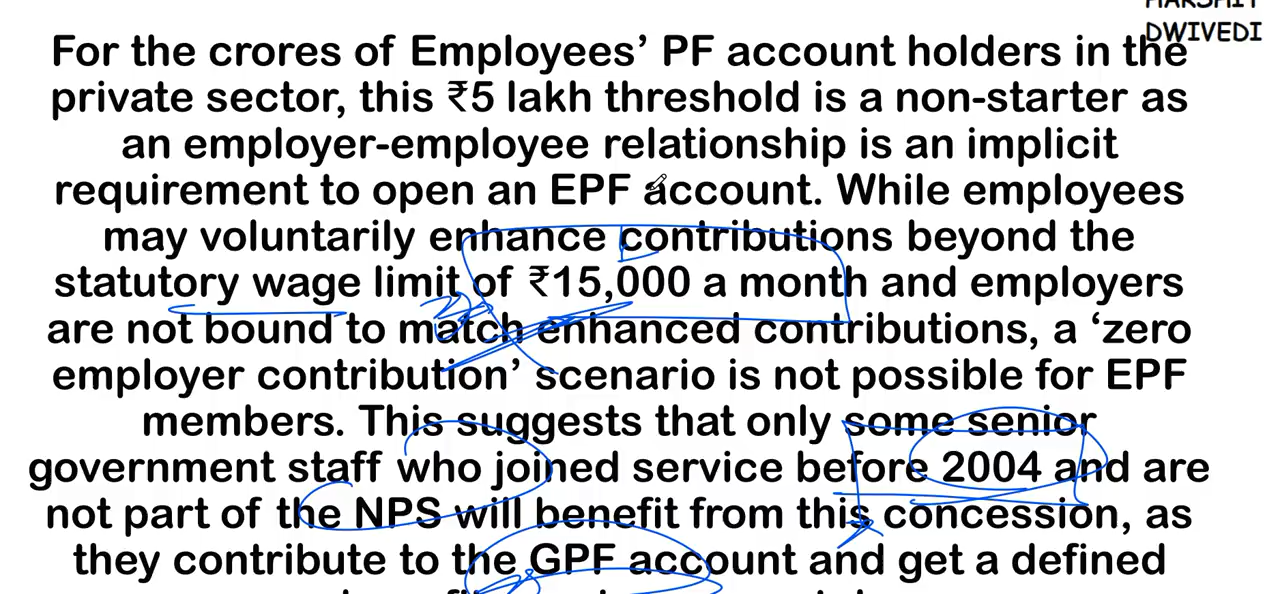 DWIVEDI
For the crores of Employees’ PF account holders in the
private sector, this ₹5 lakh threshold is a non-starter as
an employer-employee relationship is an implicit
requirement to open an EPF account. While employees
may voluntarily enhance contributions beyond the
statutory wage limit of ₹15,000 a month and employers
are not bound to match enhanced contributions, a ‘zero
employer contribution’ scenario is not possible for EPF
members. This suggests that only some senior
government staff who joined service before 2004 and are
not part of the NPS will benefit from this concession, as
they contribute to the GPF account and get a defined